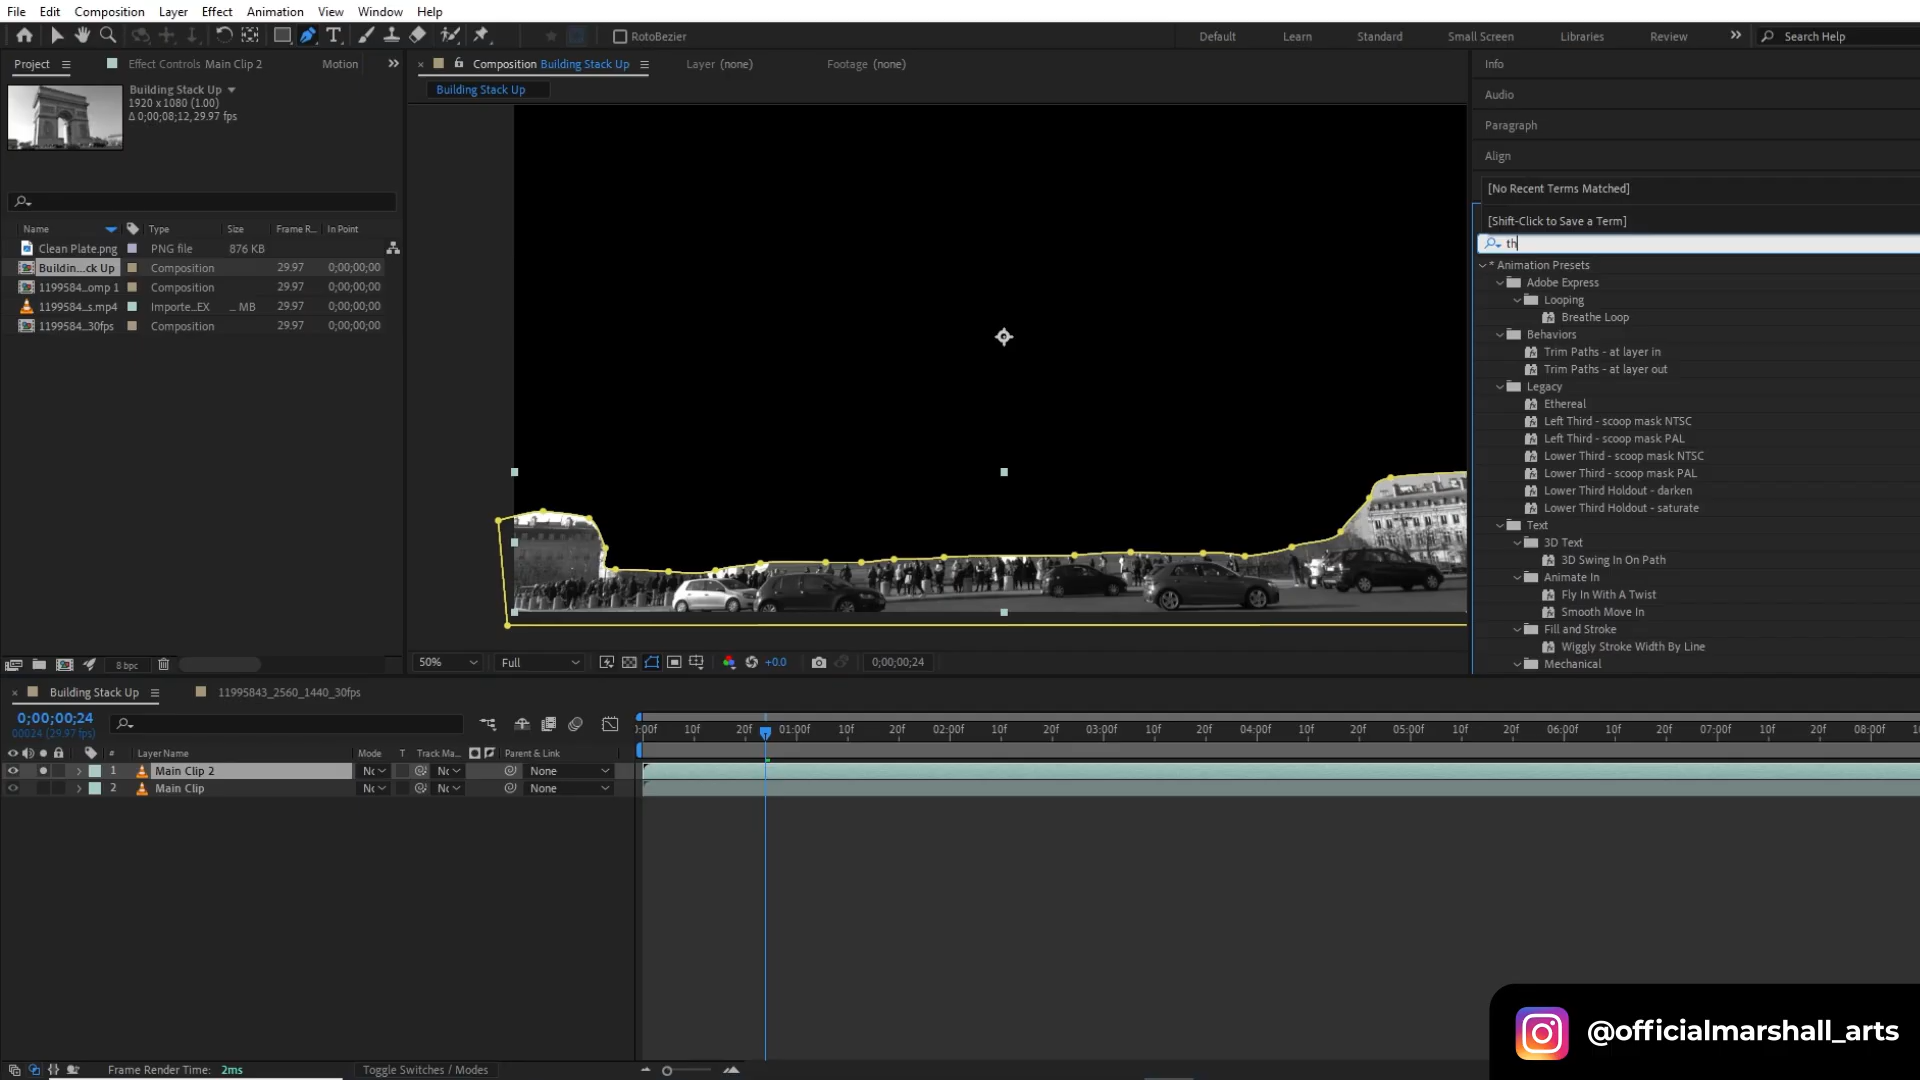 File Edit Composition Layer Effect Animation View Window Help
RotoBezier Default Learn Standard Small Screen Libraries Review Search Help
Project Effect Controls Main Clip 2 Motion
Composition Building Stack Up Layer (none) Footage (none)
Building Stack Up
Building Stack Up
1920 x 1080 (1.00)
Δ 0;00;08;12, 29.97 fps
Name Type Size Frame R... In Point
Clean Plate.png PNG file 876 KB
Buildin...ck Up Composition 29.97 0;00;00;00
1199584...omp 1 Composition 29.97 0;00;00;00
1199584...s.mp4 Importe...EX ... MB 29.97 0;00;00;00
1199584...30fps Composition 29.97 0;00;00;00
8 bpc
50% Full +0.0 0;00;00;24
Info
Audio
Paragraph
Align
[No Recent Terms Matched]
[Shift-Click to Save a Term]
th
* Animation Presets
Adobe Express
Looping
Breathe Loop
Behaviors
Trim Paths - at layer in
Trim Paths - at layer out
Legacy
Ethereal
Left Third - scoop mask NTSC
Left Third - scoop mask PAL
Lower Third - scoop mask NTSC
Lower Third - scoop mask PAL
Lower Third Holdout - darken
Lower Third Holdout - saturate
Text
3D Text
3D Swing In On Path
Animate In
Fly In With A Twist
Smooth Move In
Fill and Stroke
Wiggly Stroke Width By Line
Mechanical
Building Stack Up 11995843_2560_1440_30fps
0;00;00;24
00024 (29.97 fps)
# Layer Name Mode T Track Ma... Parent & Link
:00f 10f 20f 01:00f 10f 20f 02:00f 10f 20f 03:00f 10f 20f 04:00f 10f 20f 05:00f 10f 20f 06:00f 10f 20f 07:00f 10f 20f 08:00f 10f
1 Main Clip 2 None
2 Main Clip None
Frame Render Time: 2ms Toggle Switches / Modes
@officialmarshall_arts